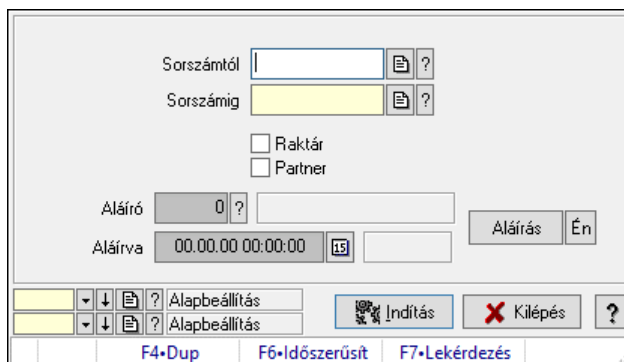 Sorszámtól ?
Sorszámig ?
Raktár
Partner
Aláíró 0 ?
Aláírás Én
Aláírva 00.00.00 00:00:00 15
? Alapbeállítás
? Alapbeállítás
Indítás Kilépés ?
F4•Dup F6•Időszerűsít F7•Lekérdezés